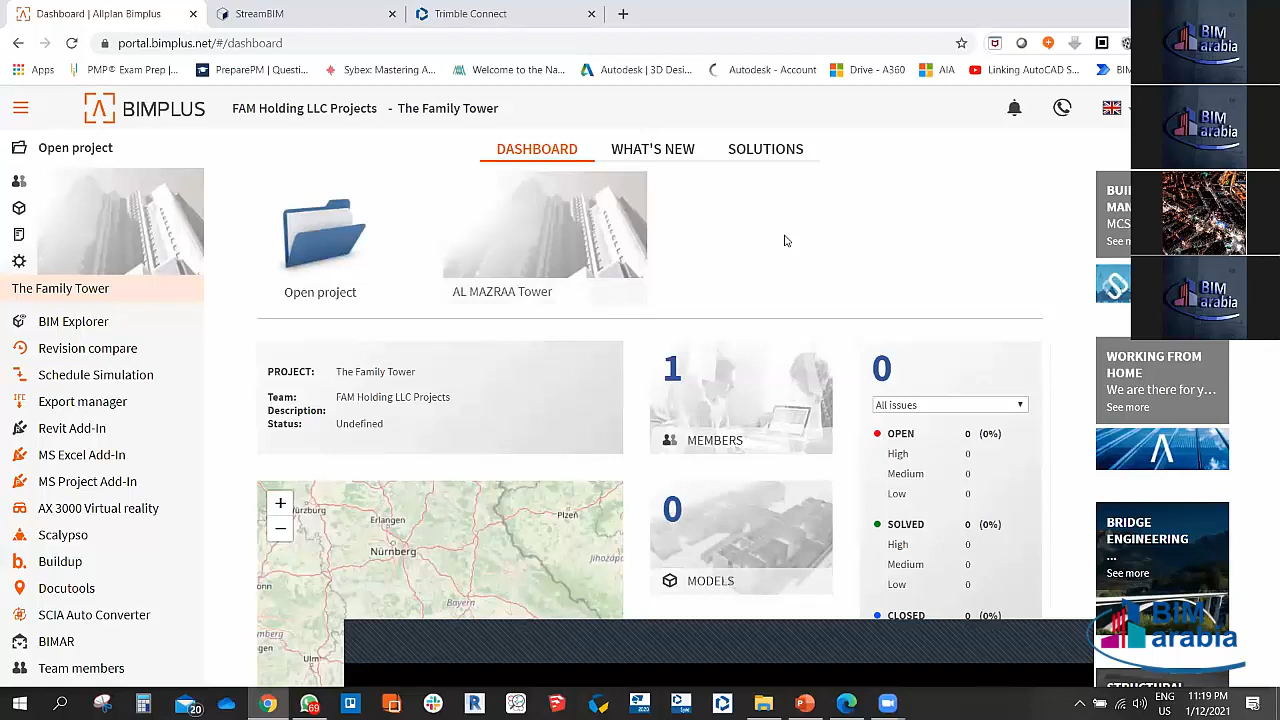 Dashboard | Allplan Bimplus
StreamBIM
Trimble Connect
portal.bimplus.net/#/dashboard
Apps
PMP® Exam Prep |...
PreparePM | Questi...
Sybex: Mastering A...
Welcome to the Na...
Autodesk | 3D Desi...
Autodesk - Account
Drive - A360
AIA
Linking AutoCAD S...
BIM
BIMPLUS
FAM Holding LLC Projects - The Family Tower
Open project
DASHBOARD
WHAT'S NEW
SOLUTIONS
The Family Tower
BIM Explorer
Revision compare
Schedule Simulation
Export manager
Revit Add-In
MS Excel Add-In
MS Project Add-In
AX 3000 Virtual reality
Scalypso
Buildup
Docutools
SCIA Auto Converter
BIMAR
Team members
Open project
AL MAZRAA Tower
PROJECT: The Family Tower
Team: FAM Holding LLC Projects
Description:
Status: Undefined
1
MEMBERS
0
MODELS
0
All issues
OPEN 0 (0%)
High 0
Medium 0
Low 0
SOLVED 0 (0%)
High 0
Medium 0
Low 0
CLOSED 0 (0%)
+
−
Erlangen
Plzeň
Nürnberg
Bayern
Ulm
MCS
WORKING FROM
HOME
We are there for y...
See more
BRIDGE
ENGINEERING
...
See more
BIM
arabia
BIM
arabia
BIM
arabia
BIM
arabia
20
69
ENG
US
11:19 PM
1/12/2021